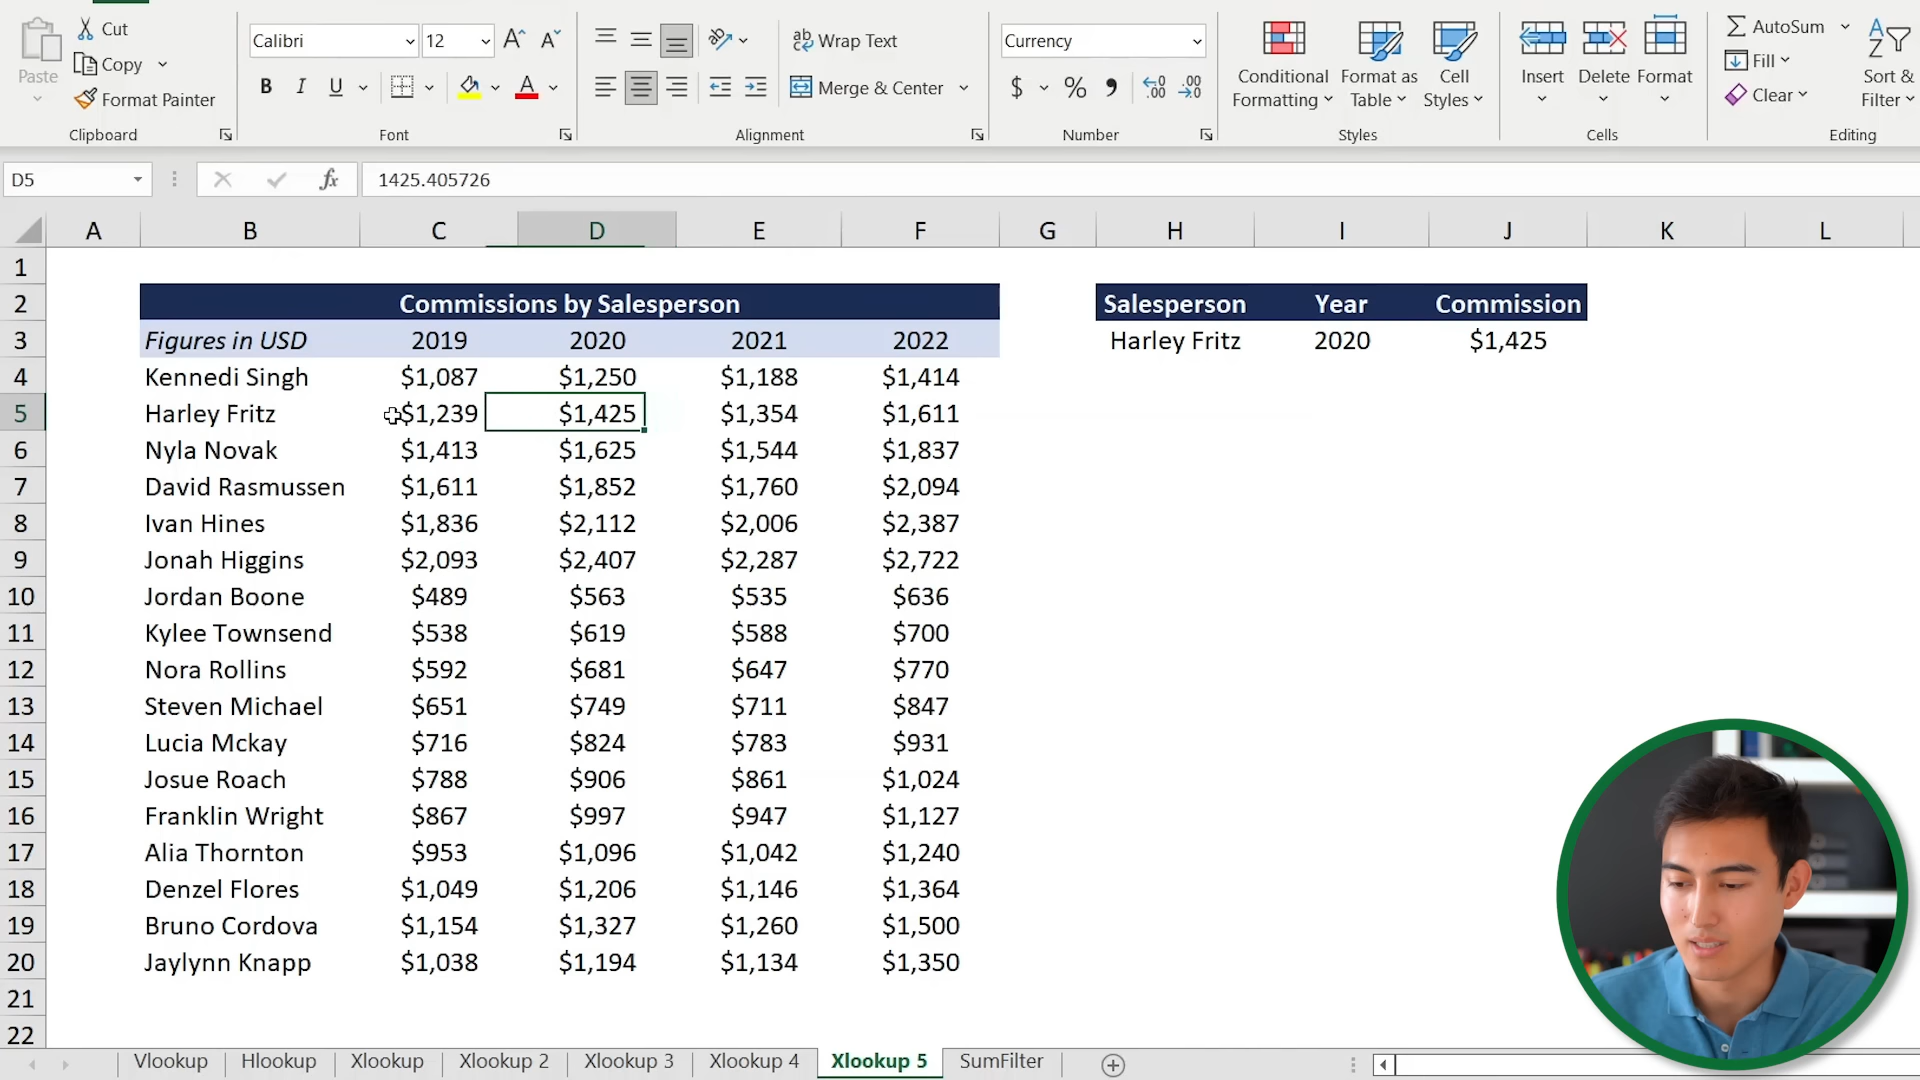 Paste
Cut
Copy
Format Painter
Clipboard
Calibri
12
A
A
B I U
A
Font
ab Wrap Text
Merge & Center
Alignment
Currency
$ % 9
.00
.00
Number
Conditional
Formatting
Format as
Table
Cell
Styles
Styles
Insert
Delete
Format
Cells
AutoSum
Fill
Clear
Sort &
Filter
Editing
D5
fx
1425.405726
A B C D E F G H I J K L
1
2 Commissions by Salesperson Salesperson Year Commission
3 Figures in USD 2019 2020 2021 2022 Harley Fritz 2020 $1,425
4 Kennedi Singh $1,087 $1,250 $1,188 $1,414
5 Harley Fritz $1,239 $1,425 $1,354 $1,611
6 Nyla Novak $1,413 $1,625 $1,544 $1,837
7 David Rasmussen $1,611 $1,852 $1,760 $2,094
8 Ivan Hines $1,836 $2,112 $2,006 $2,387
9 Jonah Higgins $2,093 $2,407 $2,287 $2,722
10 Jordan Boone $489 $563 $535 $636
11 Kylee Townsend $538 $619 $588 $700
12 Nora Rollins $592 $681 $647 $770
13 Steven Michael $651 $749 $711 $847
14 Lucia Mckay $716 $824 $783 $931
15 Josue Roach $788 $906 $861 $1,024
16 Franklin Wright $867 $997 $947 $1,127
17 Alia Thornton $953 $1,096 $1,042 $1,240
18 Denzel Flores $1,049 $1,206 $1,146 $1,364
19 Bruno Cordova $1,154 $1,327 $1,260 $1,500
20 Jaylynn Knapp $1,038 $1,194 $1,134 $1,350
21
22
Vlookup Hlookup Xlookup Xlookup 2 Xlookup 3 Xlookup 4 Xlookup 5 SumFilter